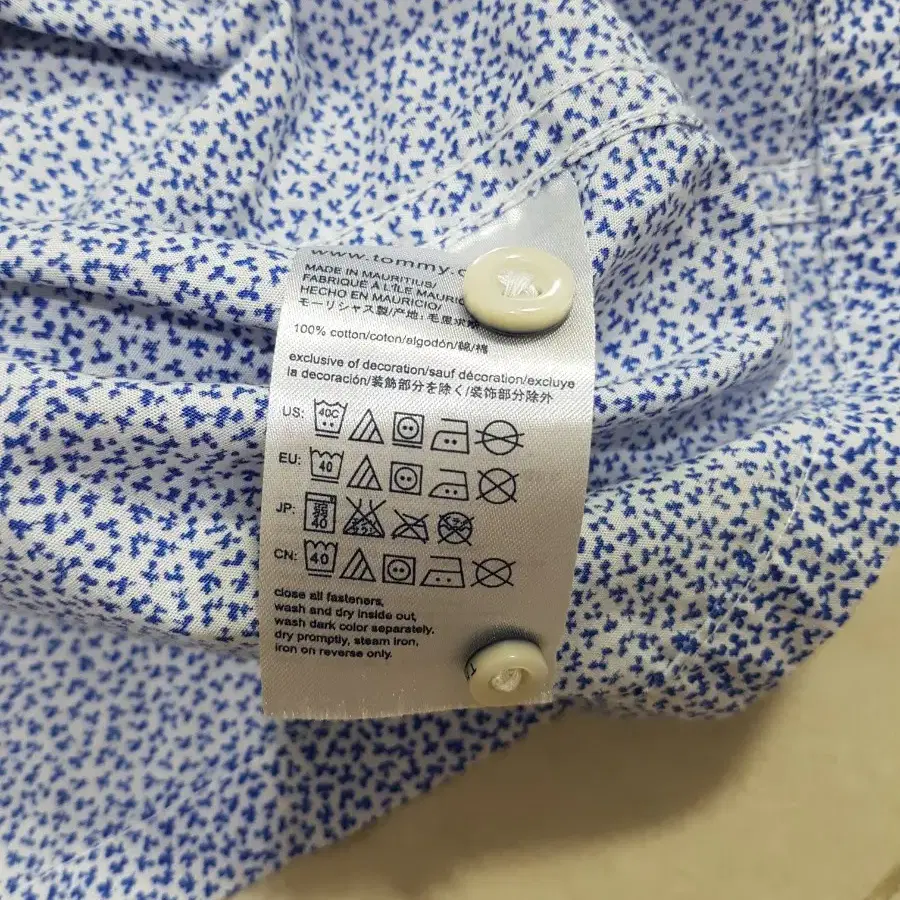 www.tommy.c
MADE IN MAURITIUS/
FABRIQUÉ À L'ÎLE MAURIC
HECHO EN MAURICIO/
モーリシャス製/产地: 毛里求斯
100% cotton/coton/algodón/綿/棉
exclusive of decoration/sauf décoration/excluye
la decoración/装飾部分を除く/装饰部分除外
US: 40C
EU: 40
JP: 弱 40
CN: 40
close all fasteners,
wash and dry inside out,
wash dark color separately,
dry promptly, steam iron,
iron on reverse only.
T